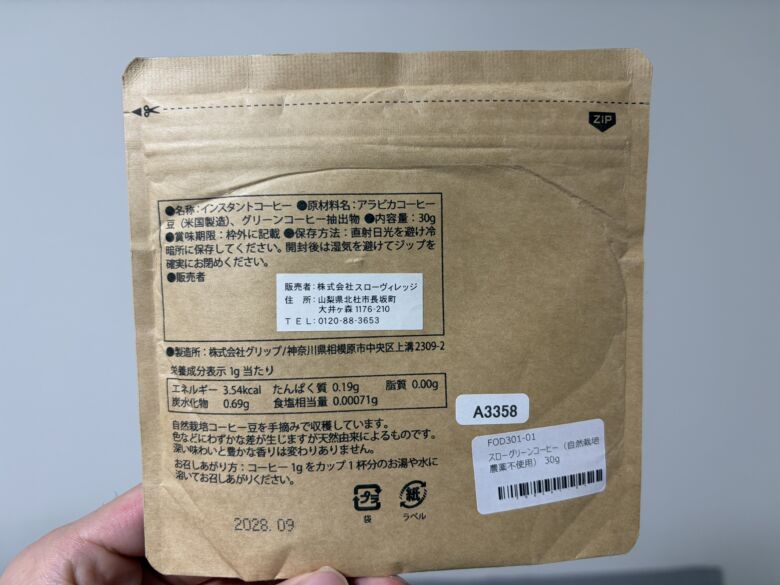 ZIP
●名称：インスタントコーヒー ●原材料名：アラビカコーヒー
豆（米国製造）、グリーンコーヒー抽出物 ●内容量：30g
●賞味期限：枠外に記載 ●保存方法：直射日光を避け冷
暗所に保存してください。開封後は湿気を避けてジップを
確実にお閉めください。
●販売者
販売者：株式会社スローヴィレッジ
住 所：山梨県北杜市長坂町
大井ヶ森1176-210
ＴＥＬ：0120-88-3653
●製造所：株式会社グリップ/神奈川県相模原市中央区上溝2309-2
栄養成分表示 1g当たり
エネルギー 3.54kcal たんぱく質 0.19g 脂質 0.00g
炭水化物 0.69g 食塩相当量 0.00071g
自然栽培コーヒー豆を手摘みで収穫しています。
色などにわずかな差が生じますが天然由来によるものです。
深い味わいと豊かな香りは変わりありません。
お召しあがり方：コーヒー1gをカップ1杯分のお湯や水に
溶いてお召しあがりください。
A3358
FOD301-01
スローグリーンコーヒー（自然栽培
農薬不使用） 30g
プラ 紙
袋 ラベル
2028.09